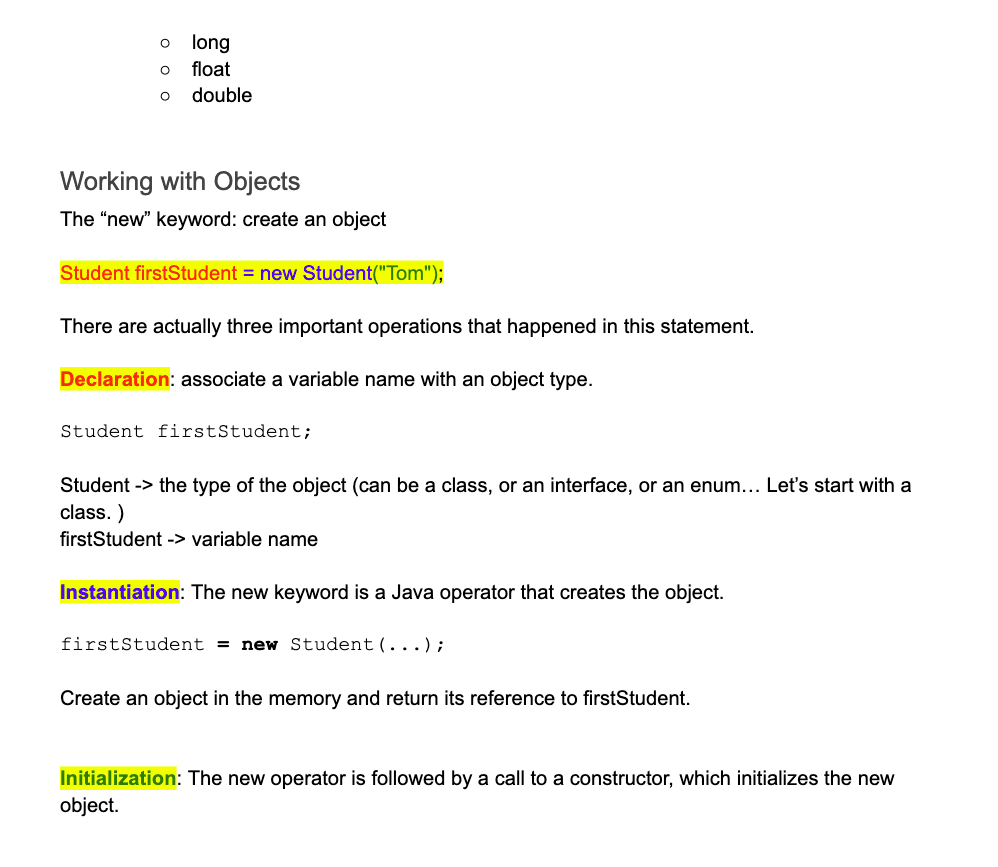 ○ long
○ float
○ double
Working with Objects
The “new” keyword: create an object
Student firstStudent = new Student("Tom");
There are actually three important operations that happened in this statement.
Declaration: associate a variable name with an object type.
Student firstStudent;
Student -> the type of the object (can be a class, or an interface, or an enum… Let’s start with a
class. )
firstStudent -> variable name
Instantiation: The new keyword is a Java operator that creates the object.
firstStudent = new Student(...);
Create an object in the memory and return its reference to firstStudent.
Initialization: The new operator is followed by a call to a constructor, which initializes the new
object.